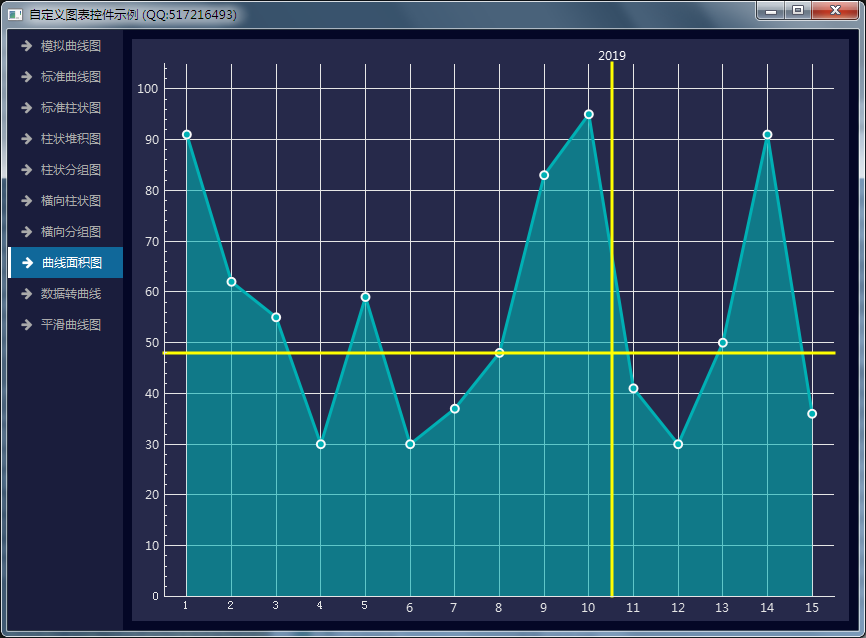 自定义图表控件示例 (QQ:517216493)
模拟曲线图
标准曲线图
标准柱状图
柱状堆积图
柱状分组图
横向柱状图
横向分组图
曲线面积图
数据转曲线
平滑曲线图
2019
100
90
80
70
60
50
40
30
20
10
0
1 2 3 4 5 6 7 8 9 10 11 12 13 14 15